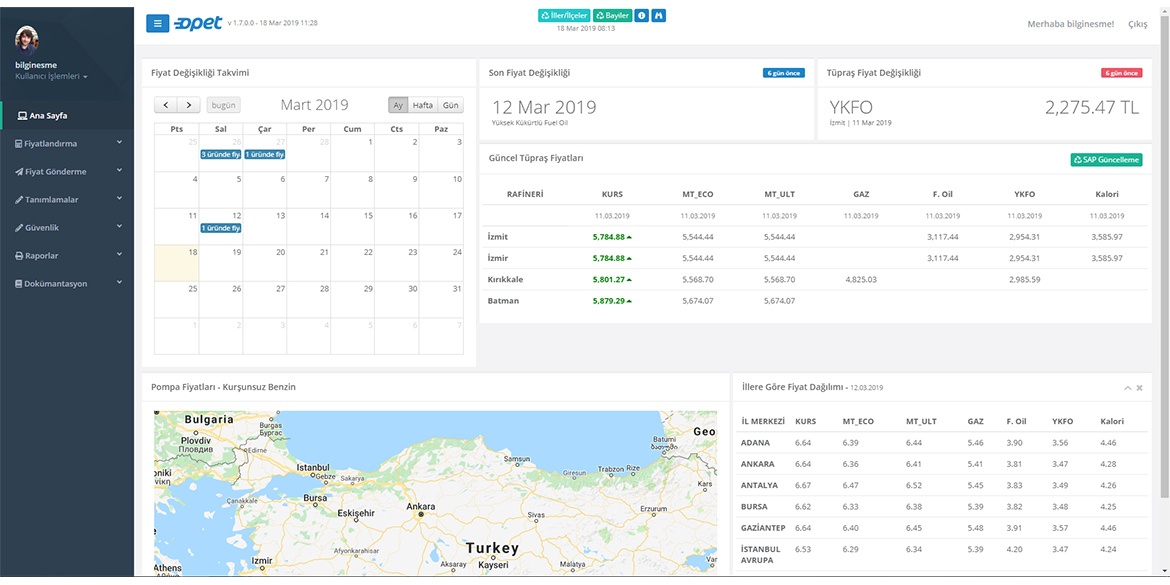 opet v 1.7.0.0 - 18 Mar 2019 11:28
İller/İlçeler Bayiler
18 Mar 2019 06:13
Merhaba bilginesme! Çıkış
bilginesme
Kullanıcı İşlemleri
Ana Sayfa
Fiyatlandırma
Fiyat Gönderme
Tanımlamalar
Güvenlik
Raporlar
Dokümantasyon
Fiyat Değişikliği Takvimi
bugün Mart 2019 Ay Hafta Gün
Pts Sal Çar Per Cum Cts Paz
25 26 27 28 1 2 3
3 üründe fiy 1 üründe fiy
4 5 6 7 8 9 10
11 12 13 14 15 16 17
1 üründe fiy
18 19 20 21 22 23 24
25 26 27 28 29 30 31
1 2 3 4 5 6 7
Son Fiyat Değişikliği 6 gün önce
12 Mar 2019
Yüksek Kükürtlü Fuel Oil
Tüpraş Fiyat Değişikliği 6 gün önce
YKFO 2,275.47 TL
İzmit | 11 Mar 2019
Güncel Tüpraş Fiyatları SAP Güncelleme
RAFİNERİ KURS MT_ECO MT_ULT GAZ F. Oil YKFO Kalori
11.03.2019 11.03.2019 11.03.2019 11.03.2019 11.03.2019 11.03.2019 11.03.2019
İzmit 5,784.88 5,544.44 5,544.44 3,117.44 2,954.31 3,585.97
İzmir 5,784.88 5,544.44 5,544.44 3,117.44 2,954.31 3,585.97
Kırıkkale 5,801.27 5,568.70 5,568.70 4,825.03 2,985.59
Batman 5,879.29 5,674.07 5,674.07
Pompa Fiyatları - Kurşunsuz Benzin
Bulgaria
Burgas
Бургас
Plovdiv
Пловдив
Edirne
Istanbul
Gebze
Sakarya
Çanakkale
Bursa
Eskişehir
Ankara
Samsun
Giresun
Trabzon
Rize
Batumi
Geo
Kars
Erzurum
Sivas
Turkey
Afyonkarahisar
Izmir
Aksaray
Kayseri
Malatya
Athens
Van
İllere Göre Fiyat Dağılımı - 12.03.2019
İL MERKEZİ KURS MT_ECO MT_ULT GAZ F. Oil YKFO Kalori
ADANA 6.64 6.39 6.44 5.46 3.90 3.56 4.46
ANKARA 6.64 6.36 6.41 5.41 3.81 3.47 4.28
ANTALYA 6.67 6.47 6.52 5.45 3.83 3.49 4.26
BURSA 6.62 6.33 6.38 5.39 3.82 3.48 4.25
GAZİANTEP 6.64 6.40 6.45 5.48 3.91 3.57 4.46
İSTANBUL AVRUPA 6.53 6.29 6.34 5.39 4.20 3.47 4.24